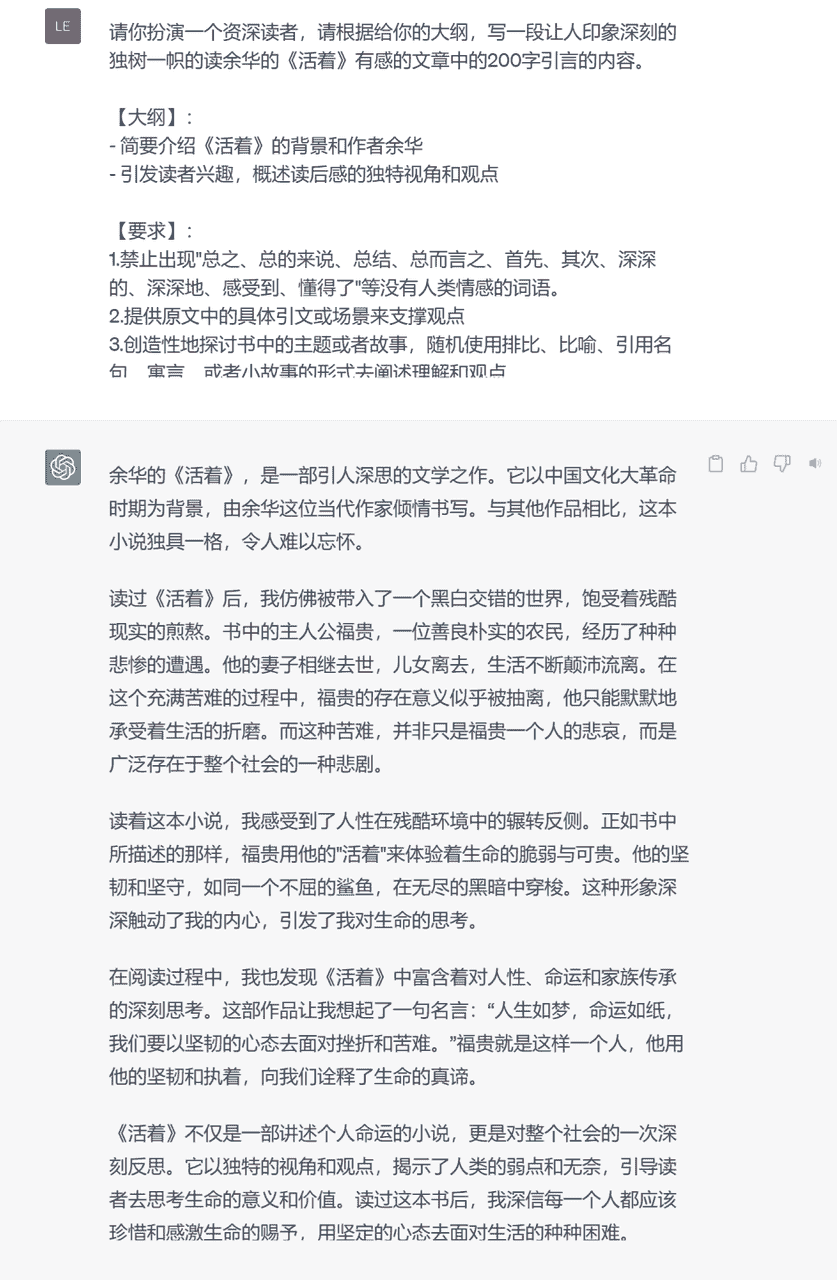 LE
请你扮演一个资深读者，请根据给你的大纲，写一段让人印象深刻的
独树一帜的读余华的《活着》有感的文章中的200字引言的内容。
【大纲】：
- 简要介绍《活着》的背景和作者余华
- 引发读者兴趣，概述读后感的独特视角和观点
【要求】：
1.禁止出现"总之、总的来说、总结、总而言之、首先、其次、深深
的、深深地、感受到、懂得了"等没有人类情感的词语。
2.提供原文中的具体引文或场景来支撑观点
3.创造性地探讨书中的主题或者故事，随机使用排比、比喻、引用名
句、寓言、或者小故事的形式去阐述理解和观点
余华的《活着》，是一部引人深思的文学之作。它以中国文化大革命
时期为背景，由余华这位当代作家倾情书写。与其他作品相比，这本
小说独具一格，令人难以忘怀。
读过《活着》后，我仿佛被带入了一个黑白交错的世界，饱受着残酷
现实的煎熬。书中的主人公福贵，一位善良朴实的农民，经历了种种
悲惨的遭遇。他的妻子相继去世，儿女离去，生活不断颠沛流离。在
这个充满苦难的过程中，福贵的存在意义似乎被抽离，他只能默默地
承受着生活的折磨。而这种苦难，并非只是福贵一个人的悲哀，而是
广泛存在于整个社会的一种悲剧。
读着这本小说，我感受到了人性在残酷环境中的辗转反侧。正如书中
所描述的那样，福贵用他的"活着"来体验着生命的脆弱与可贵。他的坚
韧和坚守，如同一个不屈的鲨鱼，在无尽的黑暗中穿梭。这种形象深
深触动了我的内心，引发了我对生命的思考。
在阅读过程中，我也发现《活着》中富含着对人性、命运和家族传承
的深刻思考。这部作品让我想起了一句名言：“人生如梦，命运如纸，
我们要以坚韧的心态去面对挫折和苦难。”福贵就是这样一个人，他用
他的坚韧和执着，向我们诠释了生命的真谛。
《活着》不仅是一部讲述个人命运的小说，更是对整个社会的一次深
刻反思。它以独特的视角和观点，揭示了人类的弱点和无奈，引导读
者去思考生命的意义和价值。读过这本书后，我深信每一个人都应该
珍惜和感激生命的赐予，用坚定的心态去面对生活的种种困难。